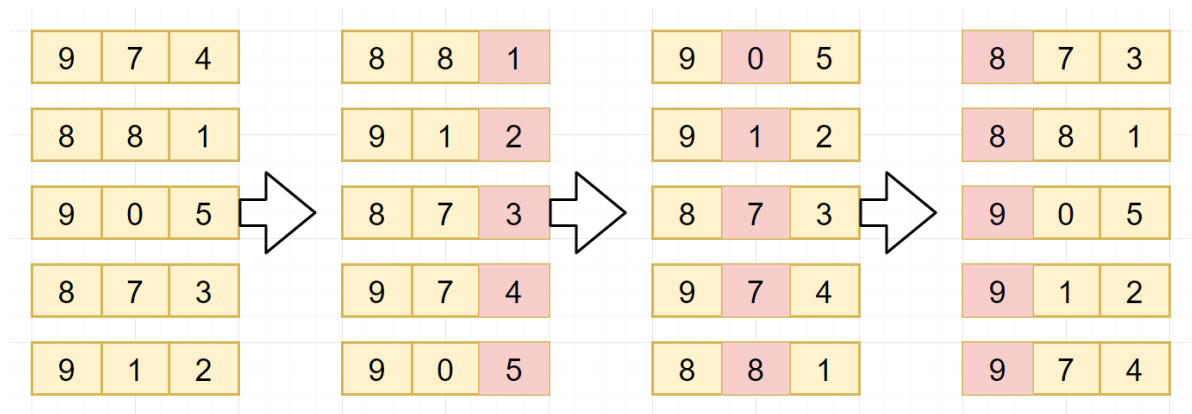 9 7 4 8 8 1 9 0 5 8 7 3
8 8 1 9 1 2 9 1 2 8 8 1
9 0 5 8 7 3 8 7 3 9 0 5
8 7 3 9 7 4 9 7 4 9 1 2
9 1 2 9 0 5 8 8 1 9 7 4